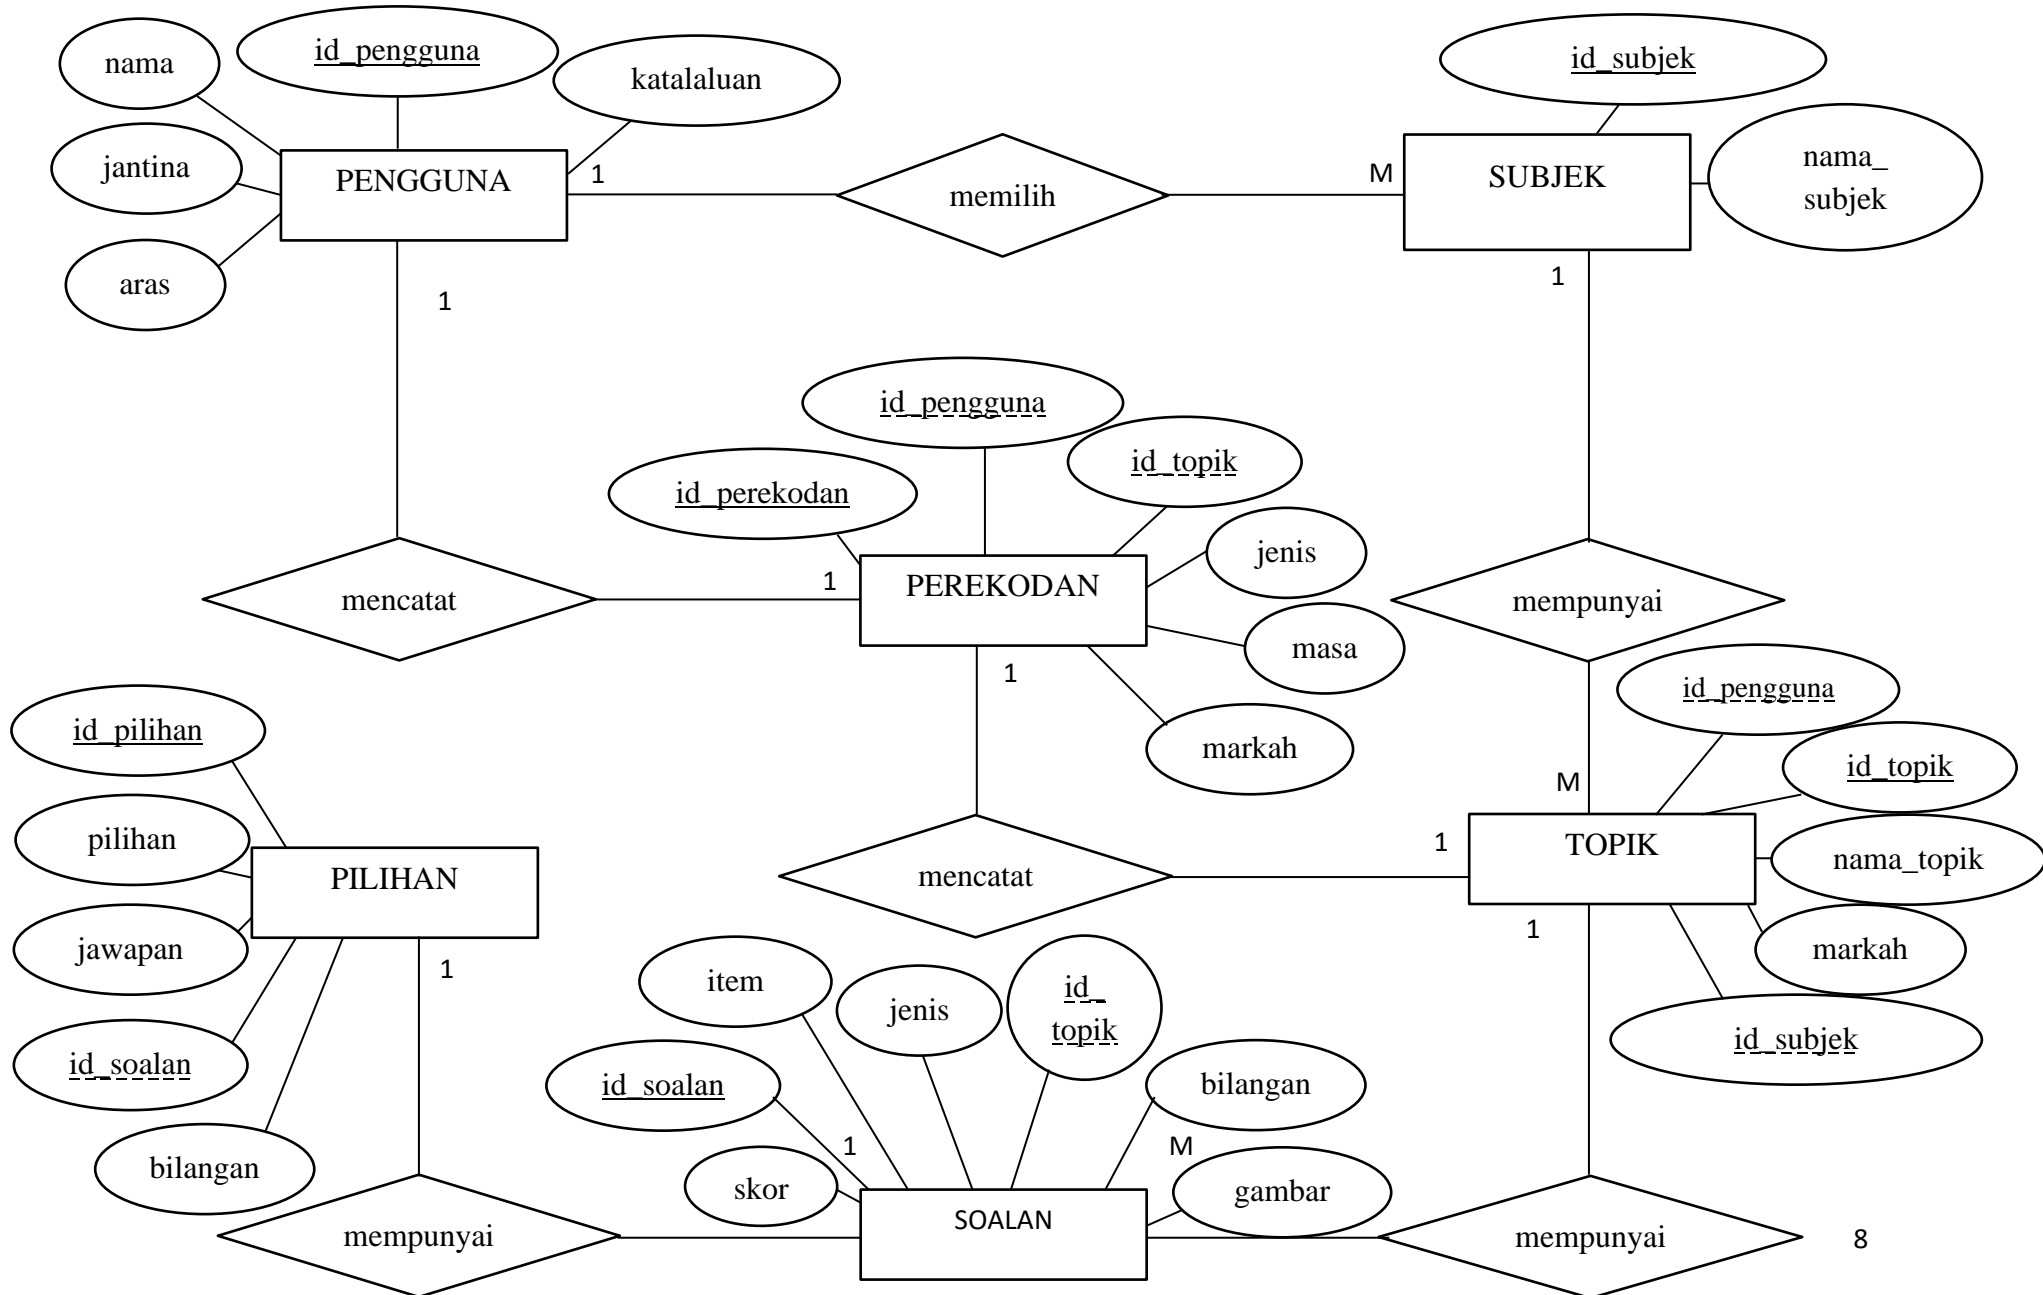 nama
id_pengguna
katalaluan
jantina
aras
PENGGUNA
1
memilih
M
SUBJEK
id_subjek
nama_
subjek
1
1
id_pengguna
id_topik
id_perekodan
jenis
mencatat
1
PEREKODAN
mempunyai
masa
1
markah
id_pengguna
id_topik
M
id_pilihan
pilihan
PILIHAN
jawapan
id_soalan
bilangan
1
mencatat
1
TOPIK
nama_topik
markah
1
id_subjek
item
jenis
id_
topik
id_soalan
bilangan
1
M
skor
SOALAN
gambar
mempunyai
mempunyai
8